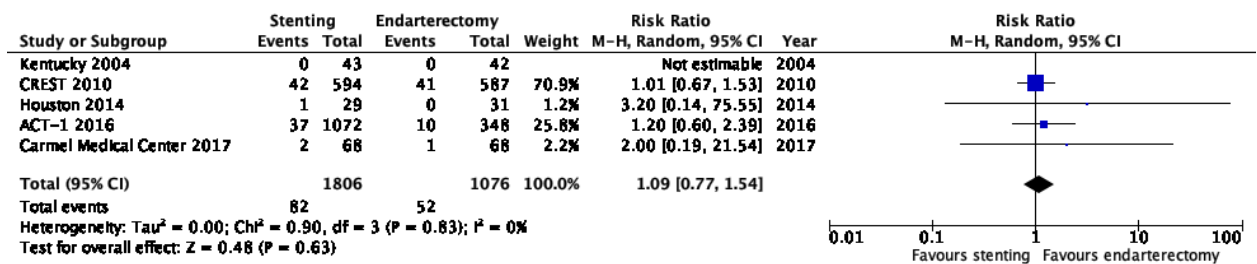 Stenting Endarterectomy Risk Ratio Risk Ratio
Study or Subgroup Events Total Events Total Weight M-H, Random, 95% CI Year M-H, Random, 95% CI
Kentucky 2004 0 43 0 42 Not estimable 2004
CREST 2010 42 594 41 587 70.9% 1.01 [0.67, 1.53] 2010
Houston 2014 1 29 0 31 1.2% 3.20 [0.14, 75.55] 2014
ACT-1 2016 37 1072 10 348 25.8% 1.20 [0.60, 2.39] 2016
Carmel Medical Center 2017 2 68 1 68 2.2% 2.00 [0.19, 21.54] 2017
Total (95% CI) 1806 1076 100.0% 1.09 [0.77, 1.54]
Total events 82 52
Heterogeneity: Tau² = 0.00; Chi² = 0.90, df = 3 (P = 0.83); I² = 0%
Test for overall effect: Z = 0.48 (P = 0.63)
0.01 0.1 1 10 100
Favours stenting Favours endarterectomy